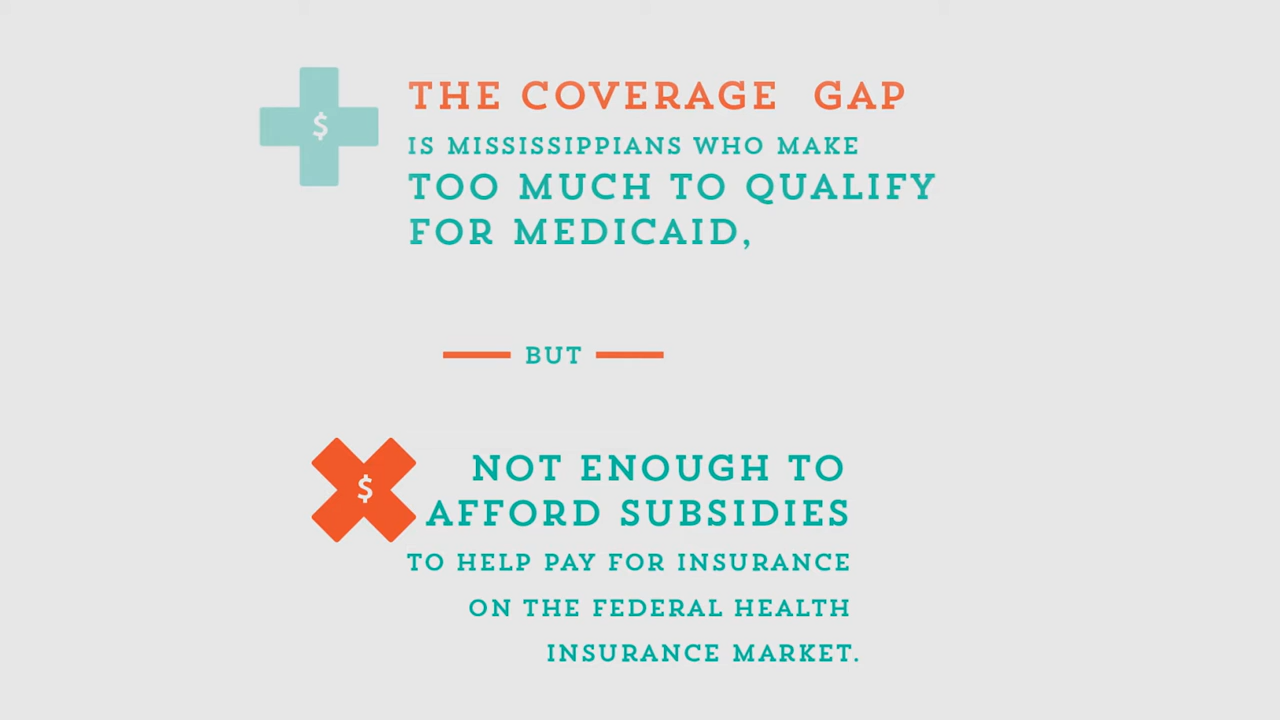 $
THE COVERAGE GAP
IS MISSISSIPPIANS WHO MAKE
TOO MUCH TO QUALIFY
FOR MEDICAID,
BUT
$
NOT ENOUGH TO
AFFORD SUBSIDIES
TO HELP PAY FOR INSURANCE
ON THE FEDERAL HEALTH
INSURANCE MARKET.